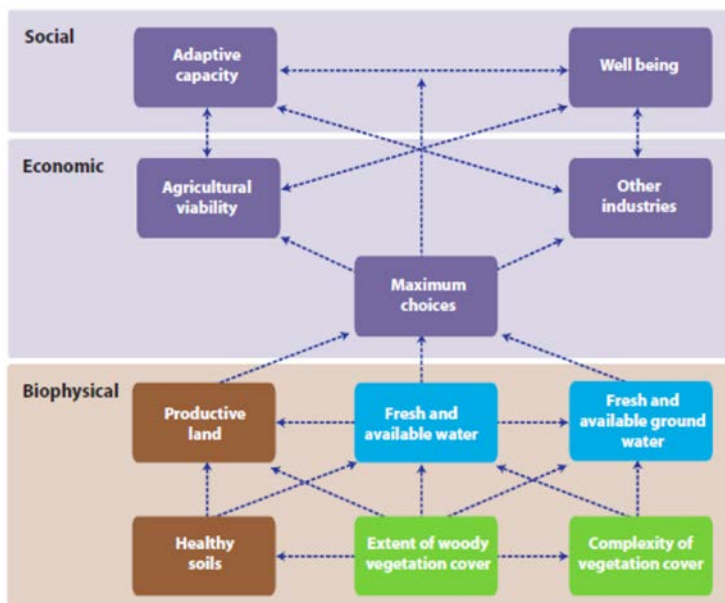 Social
Adaptive
capacity
Well being
Economic
Agricultural
viability
Other
industries
Maximum
choices
Biophysical
Productive
land
Fresh and
available water
Fresh and
available ground
water
Healthy
soils
Extent of woody
vegetation cover
Complexity of
vegetation cover